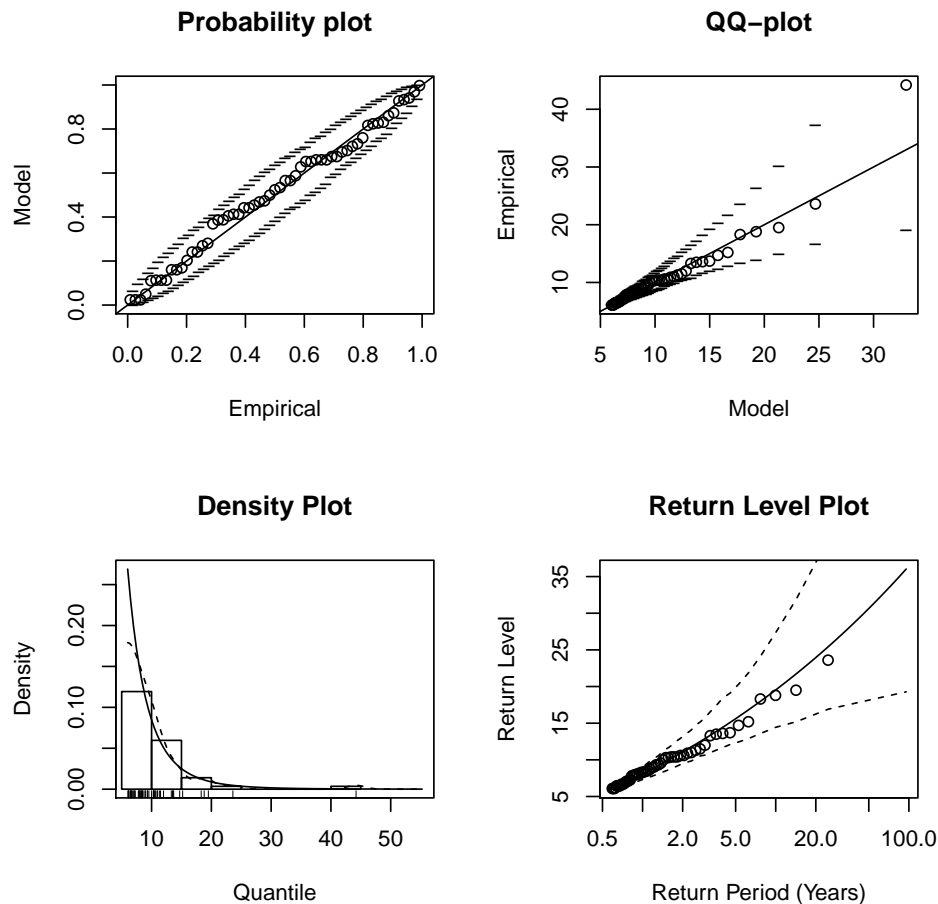 Probability plot
Model
0.0 0.4 0.8
0.0 0.2 0.4 0.6 0.8 1.0
Empirical
QQ−plot
Empirical
10 20 30 40
5 10 15 20 25 30
Model
Density Plot
Density
0.00 0.10 0.20
10 20 30 40 50
Quantile
Return Level Plot
Return Level
5 15 25 35
0.5 2.0 5.0 20.0 100.0
Return Period (Years)